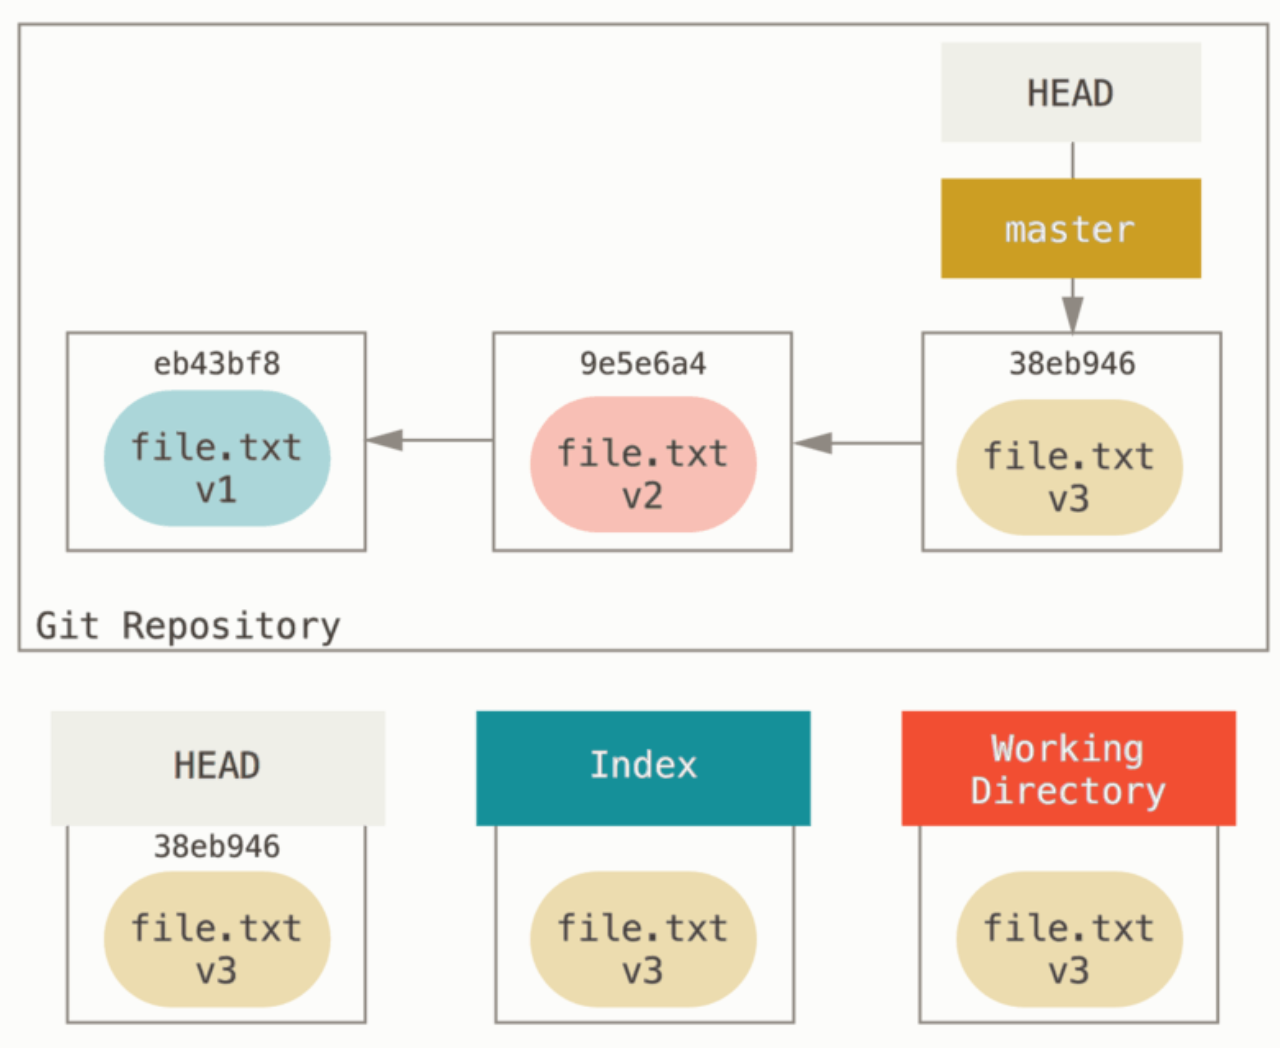 HEAD
master
eb43bf8
file.txt
v1
9e5e6a4
file.txt
v2
38eb946
file.txt
v3
Git Repository
HEAD
38eb946
file.txt
v3
Index
file.txt
v3
Working
Directory
file.txt
v3